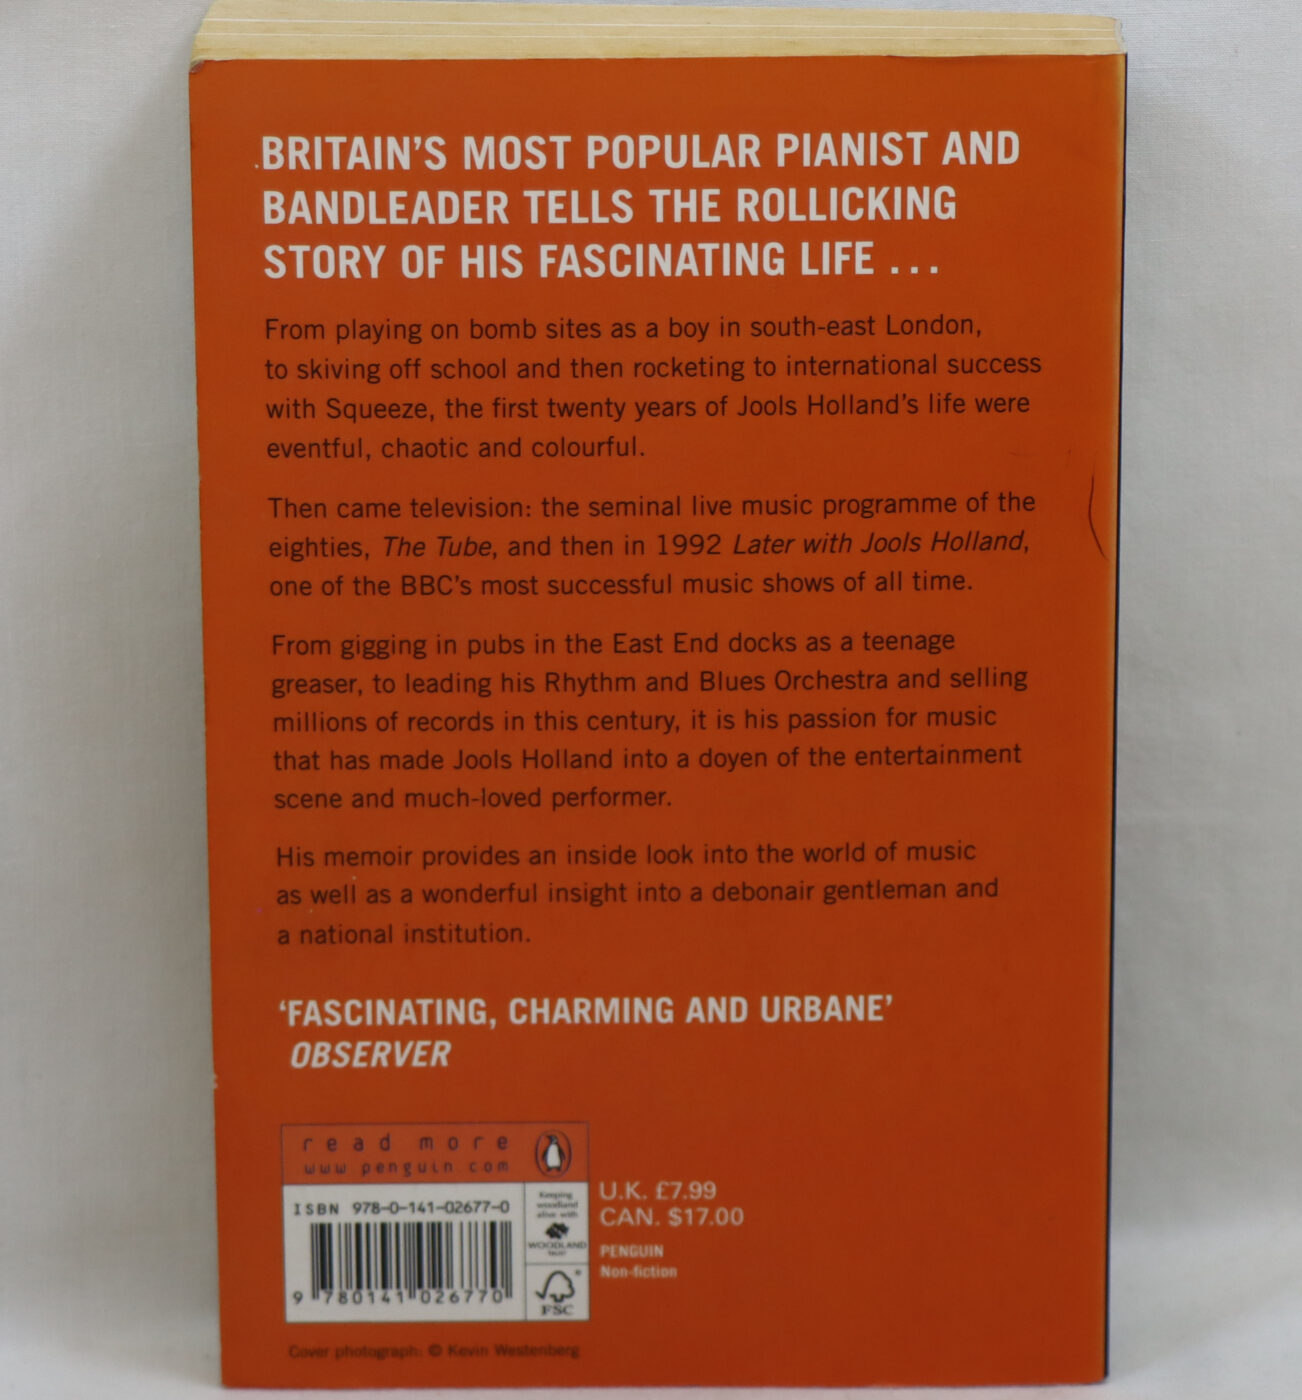 BRITAIN'S MOST POPULAR PIANIST AND
BANDLEADER TELLS THE ROLLICKING
STORY OF HIS FASCINATING LIFE . . .
From playing on bomb sites as a boy in south-east London,
to skiving off school and then rocketing to international success
with Squeeze, the first twenty years of Jools Holland's life were
eventful, chaotic and colourful.
Then came television: the seminal live music programme of the
eighties, The Tube, and then in 1992 Later with Jools Holland,
one of the BBC's most successful music shows of all time.
From gigging in pubs in the East End docks as a teenage
greaser, to leading his Rhythm and Blues Orchestra and selling
millions of records in this century, it is his passion for music
that has made Jools Holland into a doyen of the entertainment
scene and much-loved performer.
His memoir provides an inside look into the world of music
as well as a wonderful insight into a debonair gentleman and
a national institution.
'FASCINATING, CHARMING AND URBANE'
OBSERVER
read more
www.penguin.com
ISBN 978-0-141-02677-0
9 780141 026770
Keeping
woodland
alive with
WOODLAND
TRUST
FSC
U.K. £7.99
CAN. $17.00
PENGUIN
Non-fiction
Cover photograph: © Kevin Westenberg